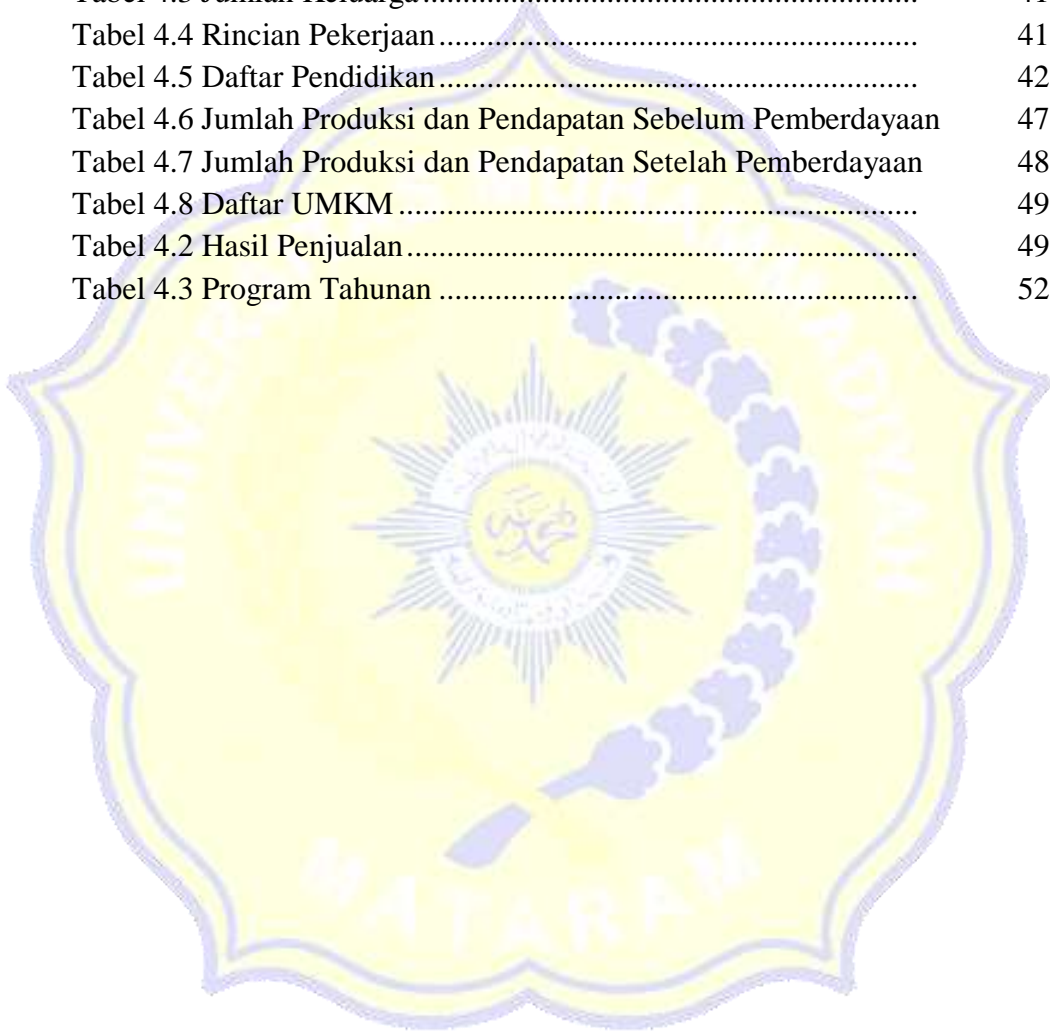 Tabel 4.4 Rincian Pekerjaan ............................................................ 41
Tabel 4.5 Daftar Pendidikan ............................................................ 42
Tabel 4.6 Jumlah Produksi dan Pendapatan Sebelum Pemberdayaan 47
Tabel 4.7 Jumlah Produksi dan Pendapatan Setelah Pemberdayaan 48
Tabel 4.8 Daftar UMKM ................................................................. 49
Tabel 4.2 Hasil Penjualan ................................................................ 49
Tabel 4.3 Program Tahunan ............................................................ 52
UNIVERSITAS MUHAMMADIYAH
MATARAM